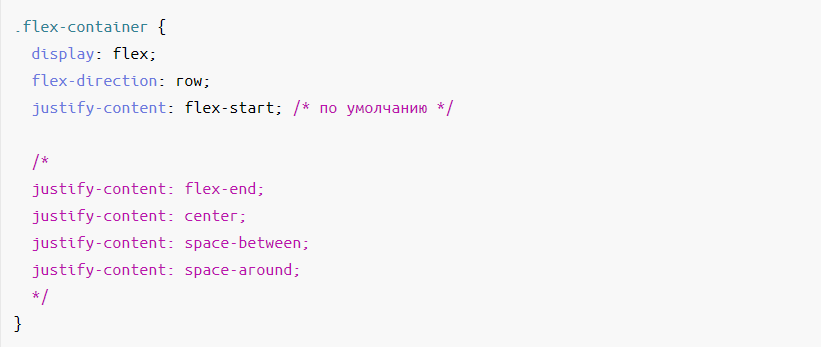 .flex-container {
display: flex;
flex-direction: row;
justify-content: flex-start; /* по умолчанию */
/*
justify-content: flex-end;
justify-content: center;
justify-content: space-between;
justify-content: space-around;
*/
}